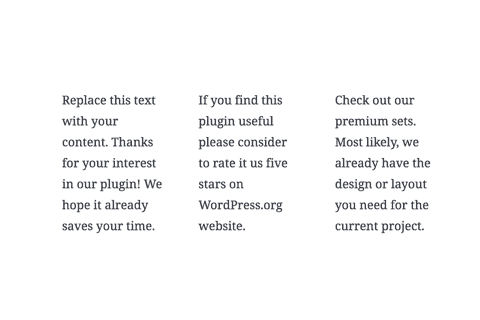 Replace this text
with your
content. Thanks
for your interest
in our plugin! We
hope it already
saves your time.
If you find this
plugin useful
please consider
to rate it us five
stars on
WordPress.org
website.
Check out our
premium sets.
Most likely, we
already have the
design or layout
you need for the
current project.